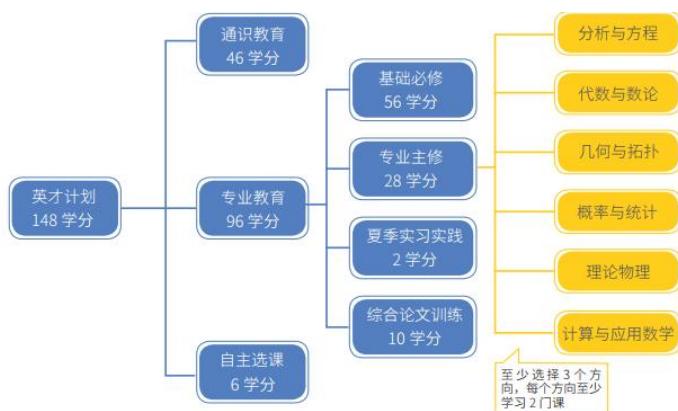 英才计划
148 学分
通识教育
46 学分
专业教育
96 学分
自主选课
6 学分
基础必修
56 学分
专业主修
28 学分
夏季实习实践
2 学分
综合论文训练
10 学分
分析与方程
代数与数论
几何与拓扑
概率与统计
理论物理
计算与应用数学
至少选择 3 个方
向，每个方向至少
学习 2 门课